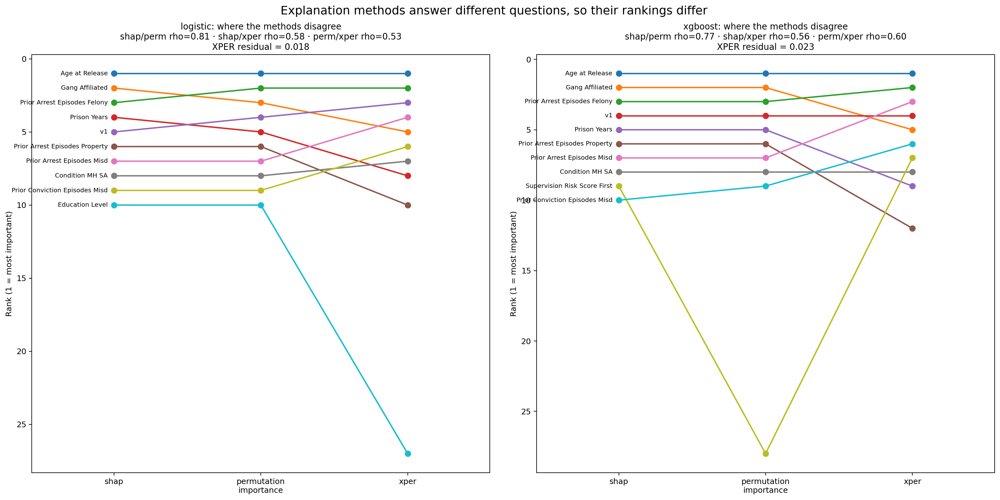 Explanation methods answer different questions, so their rankings differ
logistic: where the methods disagree
shap/perm rho=0.81 · shap/xper rho=0.58 · perm/xper rho=0.53
XPER residual = 0.018
0
5
10
15
20
25
Rank (1 = most important)
Age at Release
Gang Affiliated
Prior Arrest Episodes Felony
Prison Years
v1
Prior Arrest Episodes Property
Prior Arrest Episodes Misd
Condition MH SA
Prior Conviction Episodes Misd
Education Level
shap
permutation
importance
xper
xgboost: where the methods disagree
shap/perm rho=0.77 · shap/xper rho=0.56 · perm/xper rho=0.60
XPER residual = 0.023
0
5
10
15
20
25
Rank (1 = most important)
Age at Release
Gang Affiliated
Prior Arrest Episodes Felony
v1
Prison Years
Prior Arrest Episodes Property
Prior Arrest Episodes Misd
Condition MH SA
Supervision Risk Score First
Prior Conviction Episodes Misd
shap
permutation
importance
xper